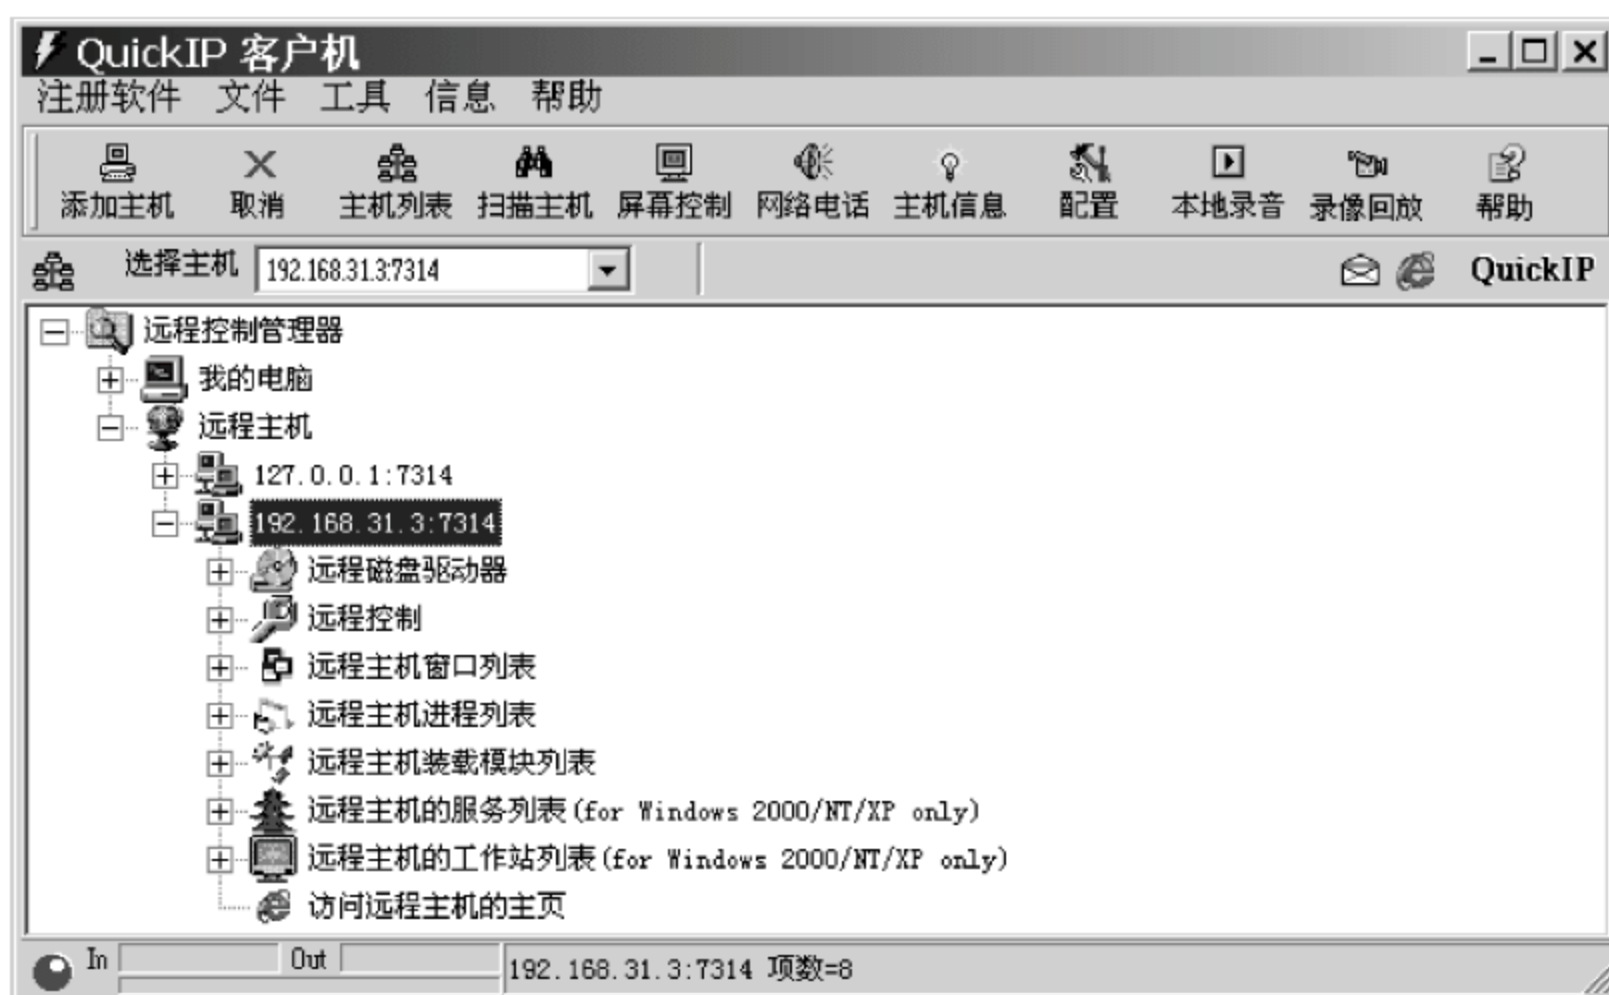 QuickIP 客户机
注册软件 文件 工具 信息 帮助
添加主机 取消 主机列表 扫描主机 屏幕控制 网络电话 主机信息 配置 本地录音 录像回放 帮助
选择主机 192.168.31.3:7314 QuickIP
远程控制管理器
我的电脑
远程主机
127.0.0.1:7314
192.168.31.3:7314
远程磁盘驱动器
远程控制
远程主机窗口列表
远程主机进程列表
远程主机装载模块列表
远程主机的服务列表(for Windows 2000/NT/XP only)
远程主机的工作站列表(for Windows 2000/NT/XP only)
访问远程主机的主页
In Out 192.168.31.3:7314 项数=8